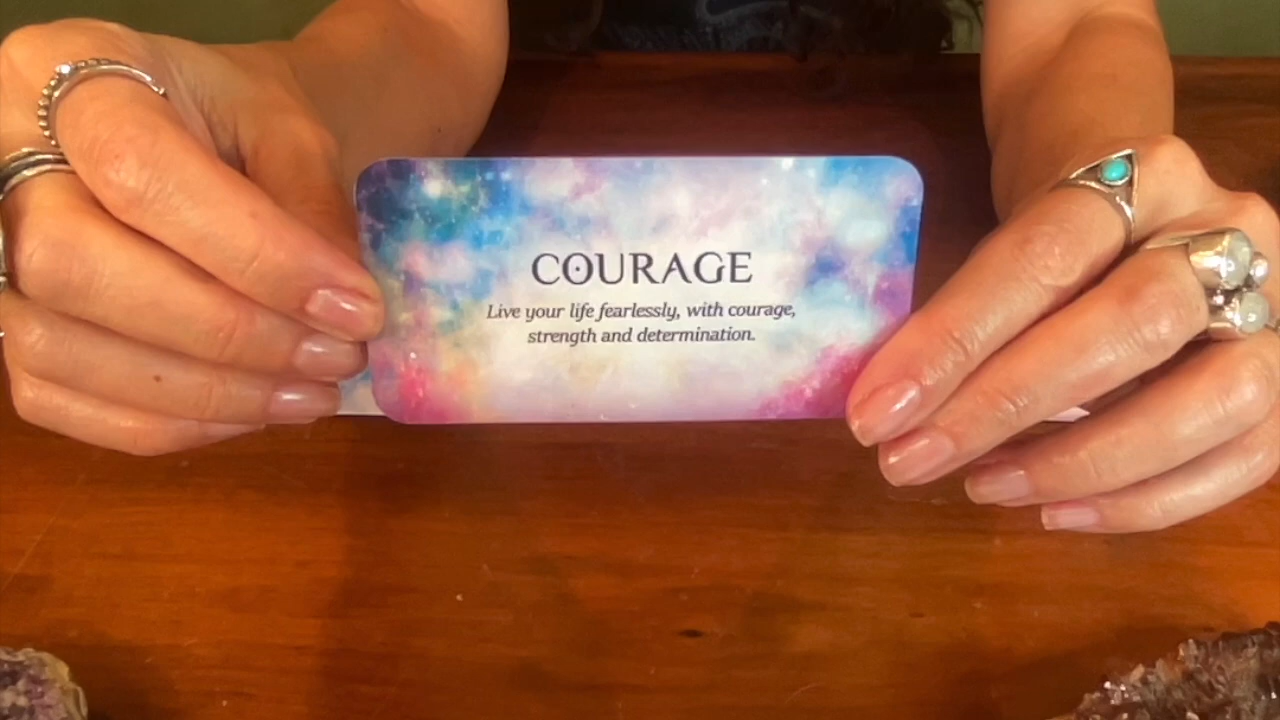 COURAGE
Live your life fearlessly, with courage,
strength and determination.